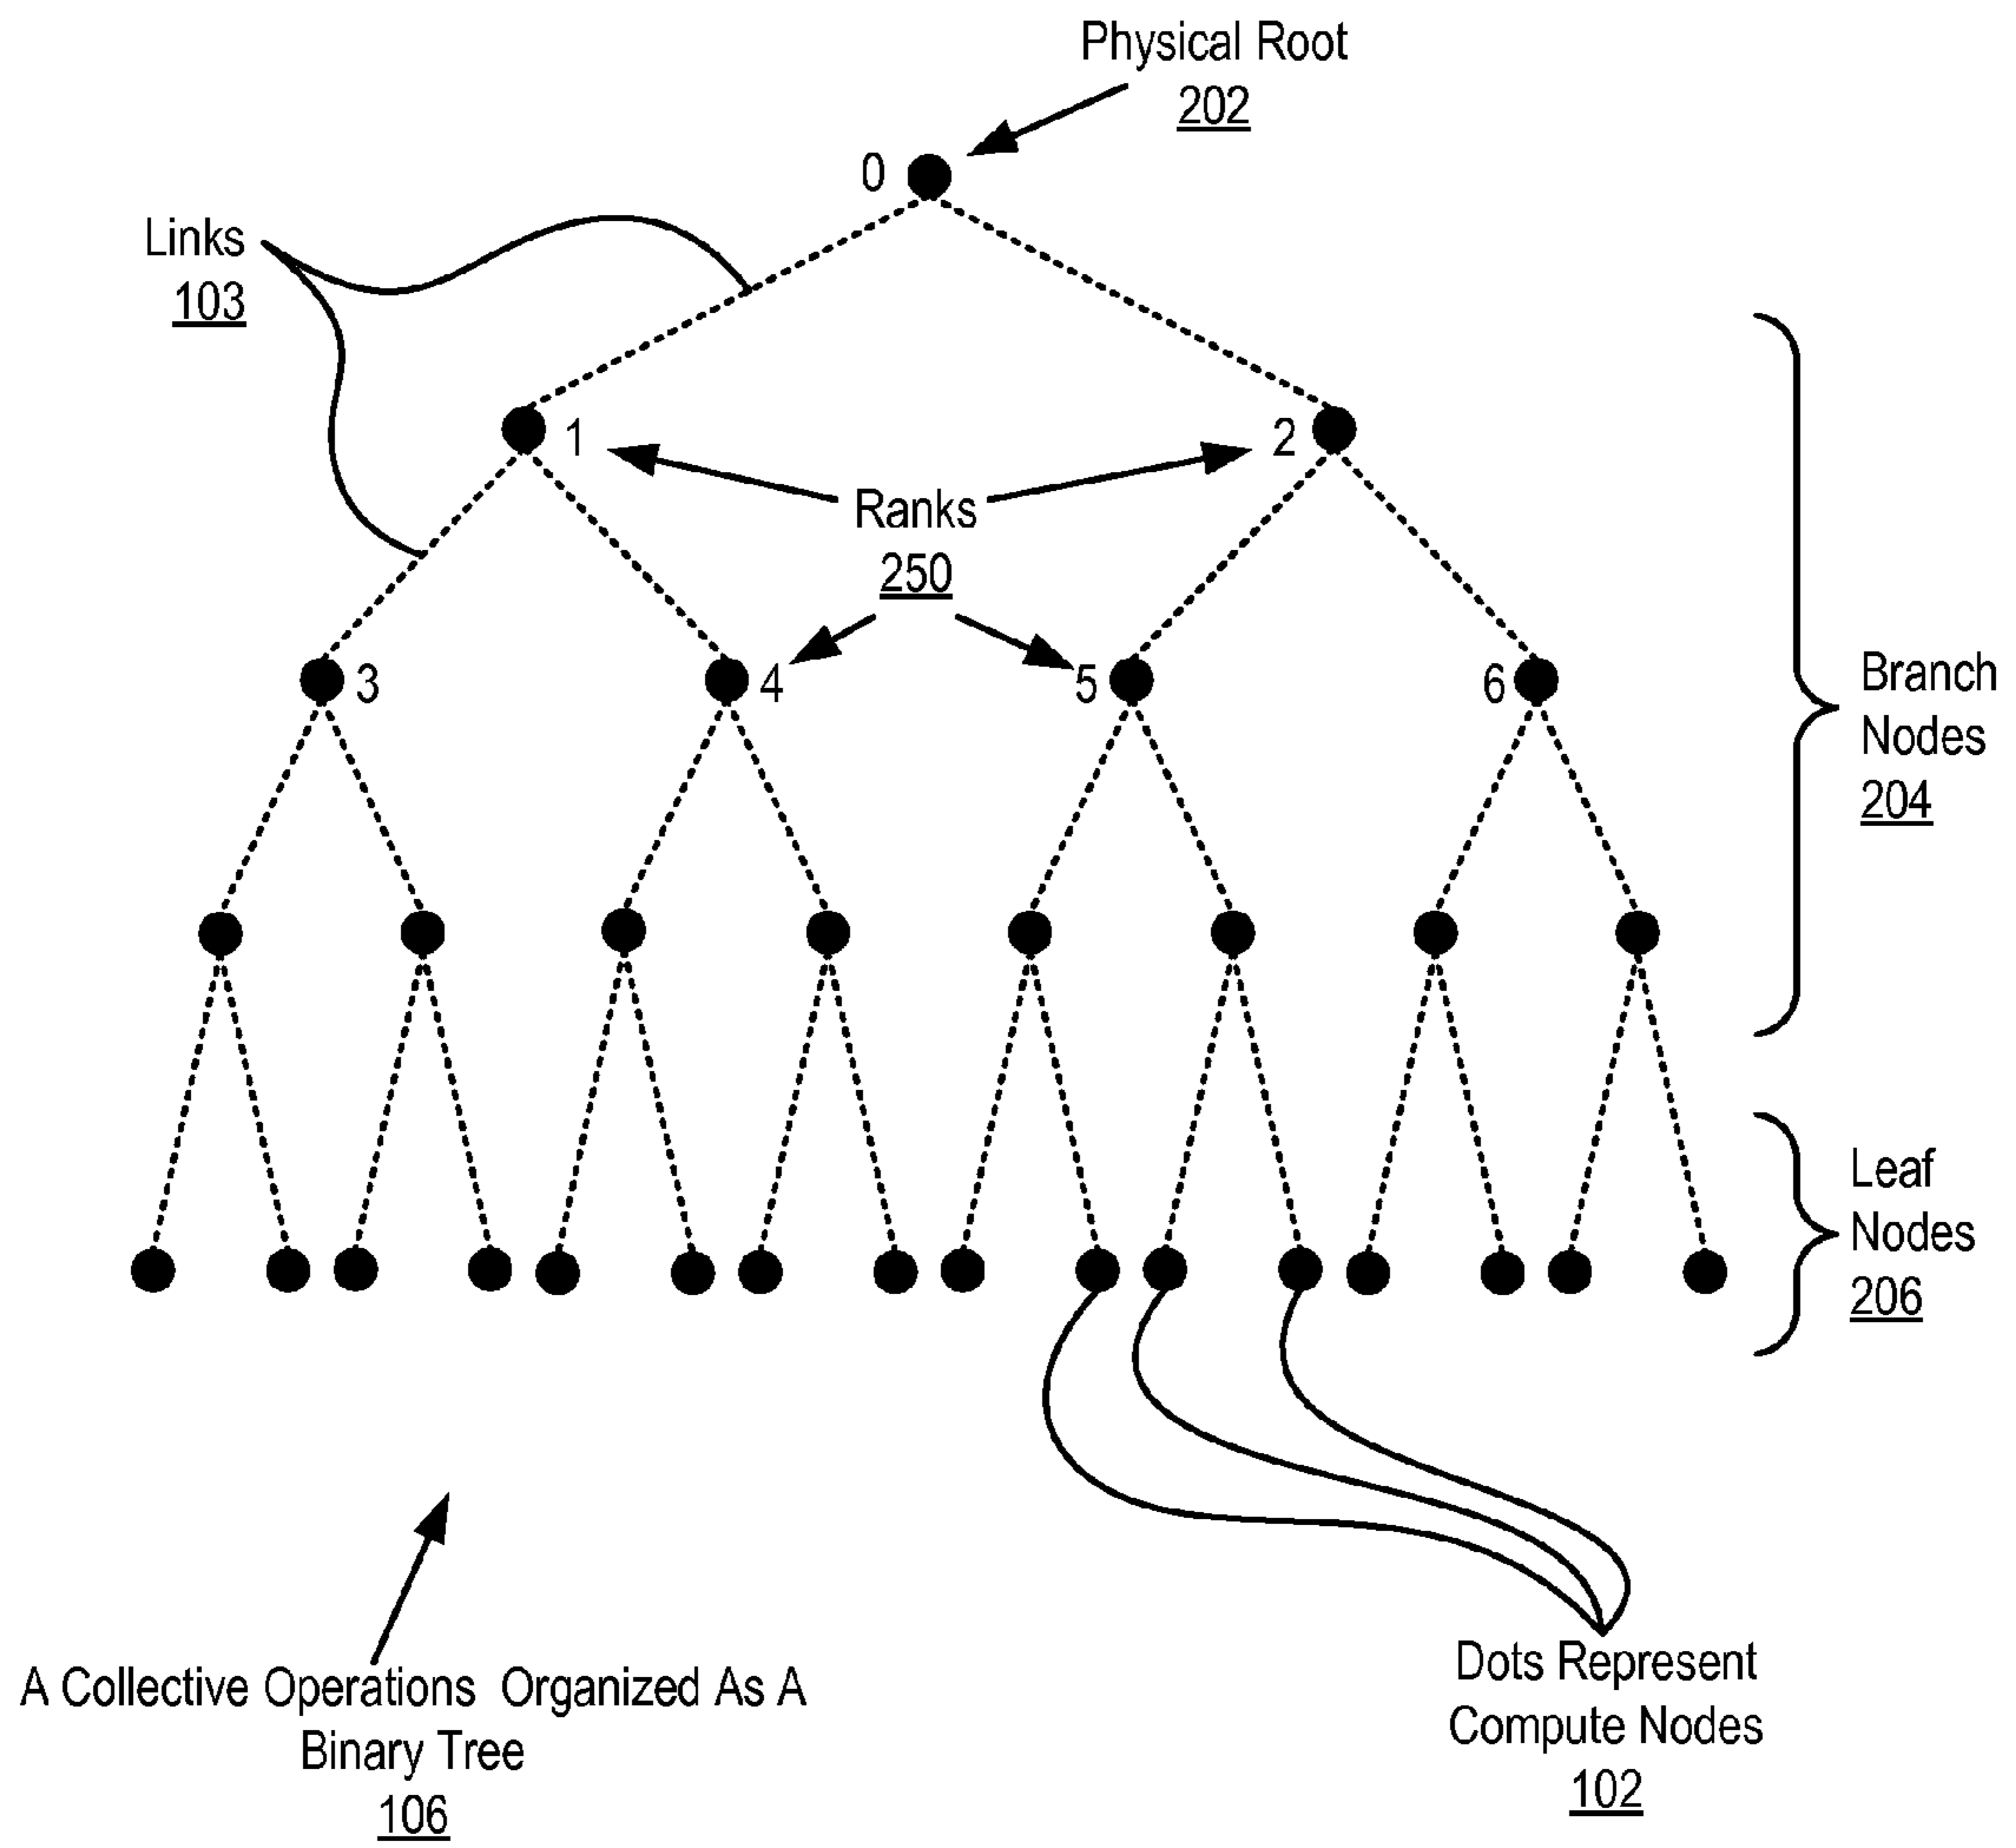 Physical Root
202
0
Links
103
1
2
Ranks
250
3
4
5
6
Branch
Nodes
204
Leaf
Nodes
206
A Collective Operations Organized As A
Binary Tree
106
Dots Represent
Compute Nodes
102